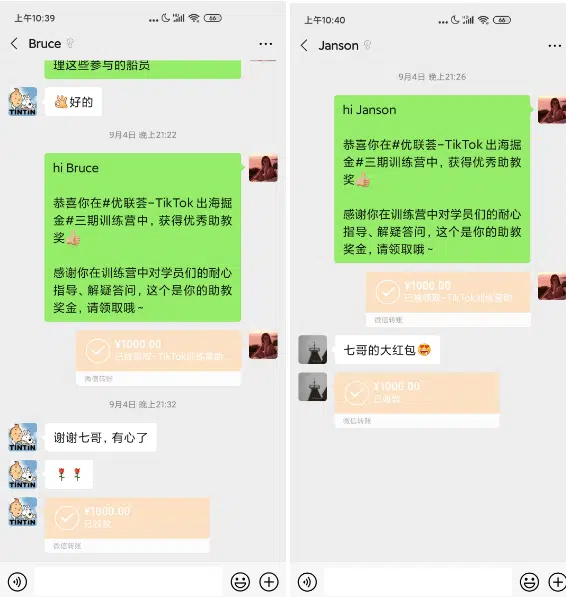 上午10:39
66
Bruce
理这些参与的船员
好的
TINTIN
9月4日 晚上21:22
hi Bruce
恭喜你在#优联荟-TikTok 出海掘
金#三期训练营中，获得优秀助教
奖👍
感谢你在训练营中对学员们的耐心
指导、解疑答问，这个是你的助教
奖金，请领取哦~
¥1000.00
已被领取-TikTok训练营助...
微信转账
9月4日 晚上21:32
谢谢七哥，有心了
TINTIN
🌹🌹
TINTIN
¥1000.00
已收款
TINTIN
微信转账
上午10:40
66
Janson
9月4日 晚上21:26
hi Janson
恭喜你在#优联荟-TikTok 出海掘
金#三期训练营中，获得优秀助教
奖👍
感谢你在训练营中对学员们的耐心
指导、解疑答问，这个是你的助教
奖金，请领取哦~
¥1000.00
已被领取-TikTok训练营助...
微信转账
七哥的大红包🤩
¥1000.00
已收款
微信转账